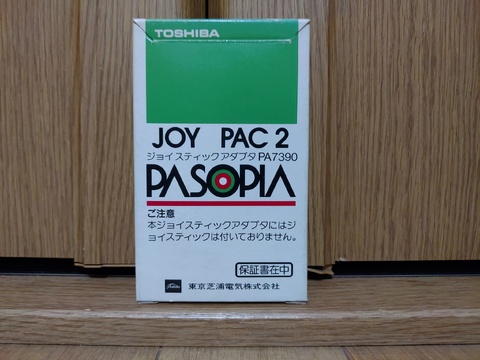 TOSHIBA
JOY PAC 2
ジョイスティックアダプタ PA7390
PASOPIA
ご注意
本ジョイスティックアダプタにはジ
ョイスティックは付いておりません。
保証書在中
Toshiba 東京芝浦電気株式会社